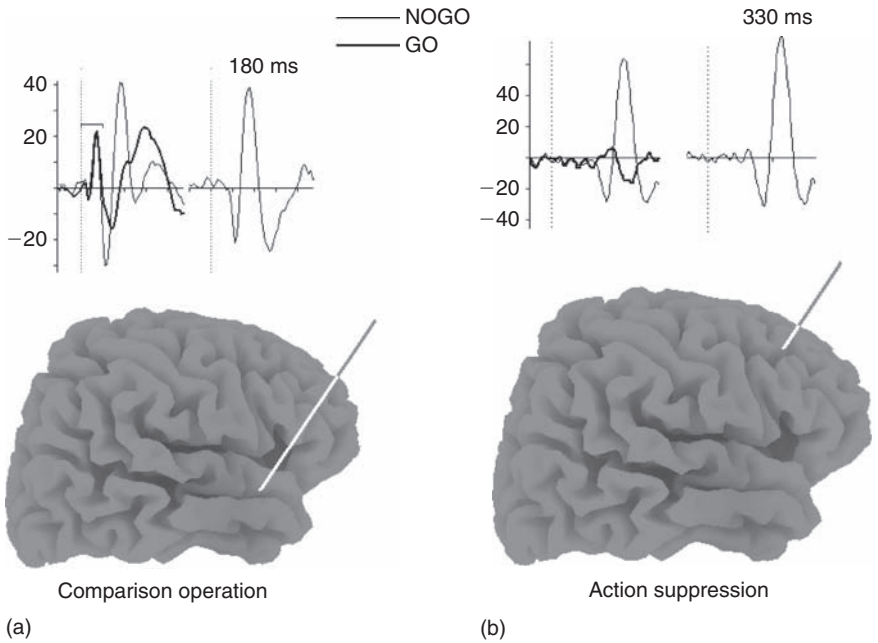 NOGO
GO
180 ms
40
20
−20
330 ms
40
20
−20
−40
Comparison operation
(a)
Action suppression
(b)